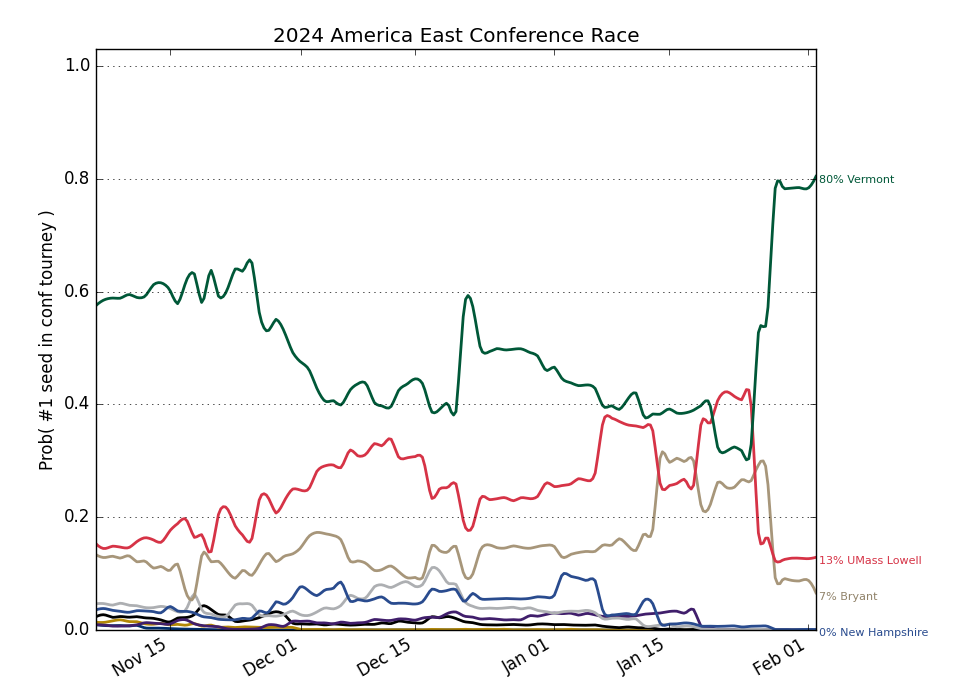 2024 America East Conference Race
Prob( #1 seed in conf tourney )
1.0
0.8
0.6
0.4
0.2
0.0
80% Vermont
13% UMass Lowell
7% Bryant
0% New Hampshire
Nov 15
Dec 01
Dec 15
Jan 01
Jan 15
Feb 01